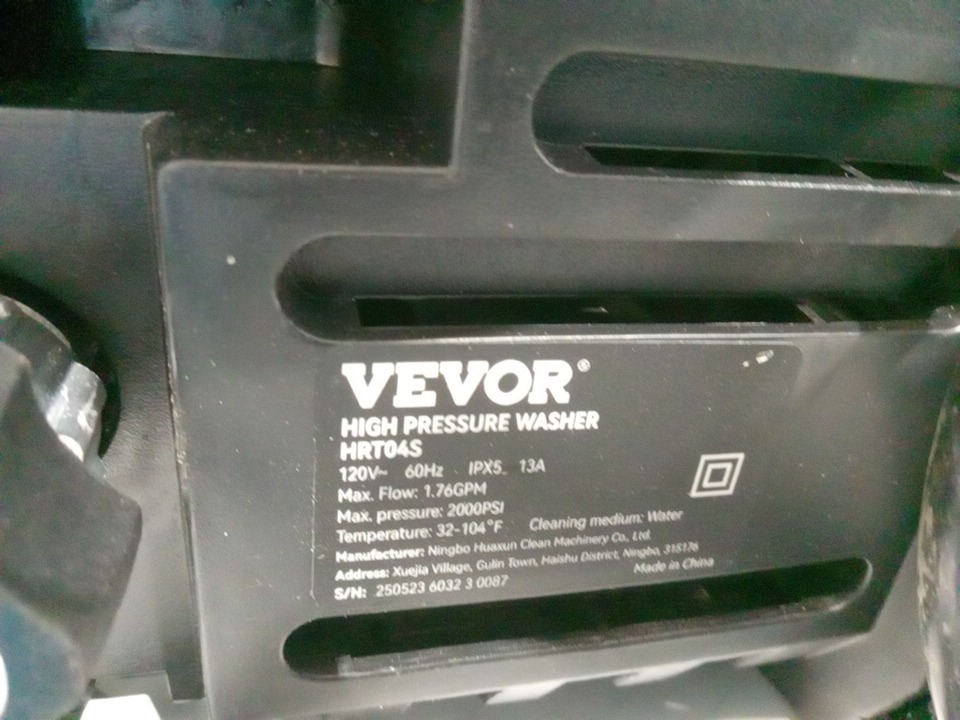 VEVOR®
HIGH PRESSURE WASHER
HRT04S
120V~ 60Hz IPX5 13A
Max. Flow: 1.76GPM
Max. pressure: 2000PSI
Temperature: 32-104°F Cleaning medium: Water
Manufacturer: Ningbo Huaxun Clean Machinery Co., Ltd.
Address: Xuejia Village, Gulin Town, Haishu District, Ningbo, 315176
Made in China
S/N: 250523 6032 3 0087